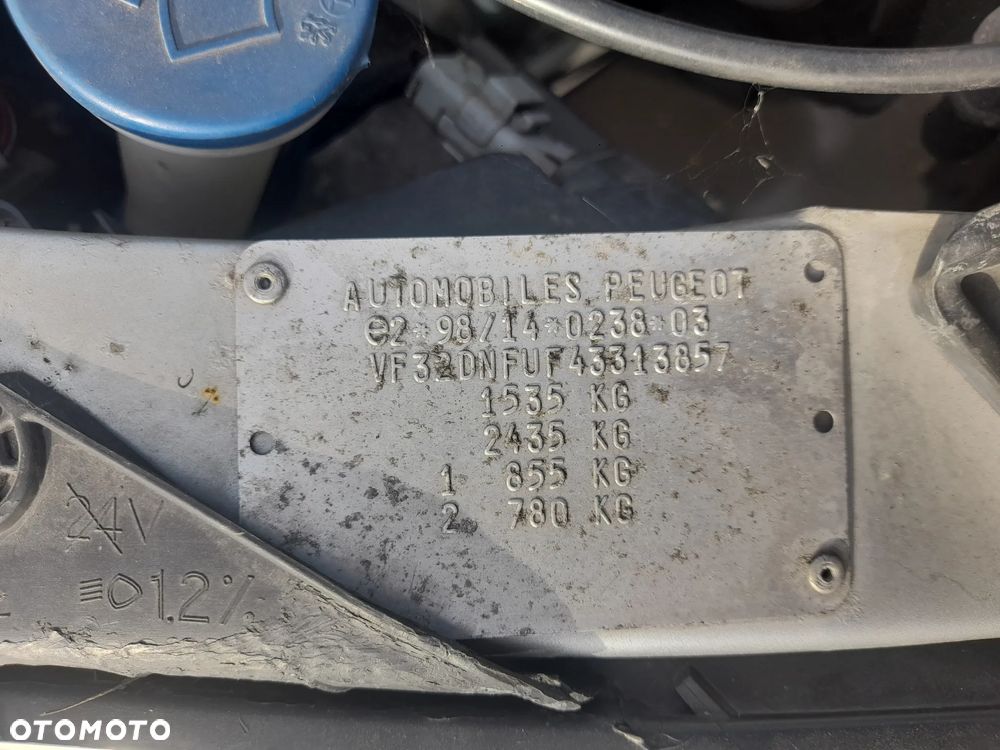 AUTOMOBILES PEUGEOT
e2*98/14*0238*03
VF32DNFUF43313857
1535 KG
2435 KG
1 855 KG
2 780 KG
24V
1.2%
OTOMOTO